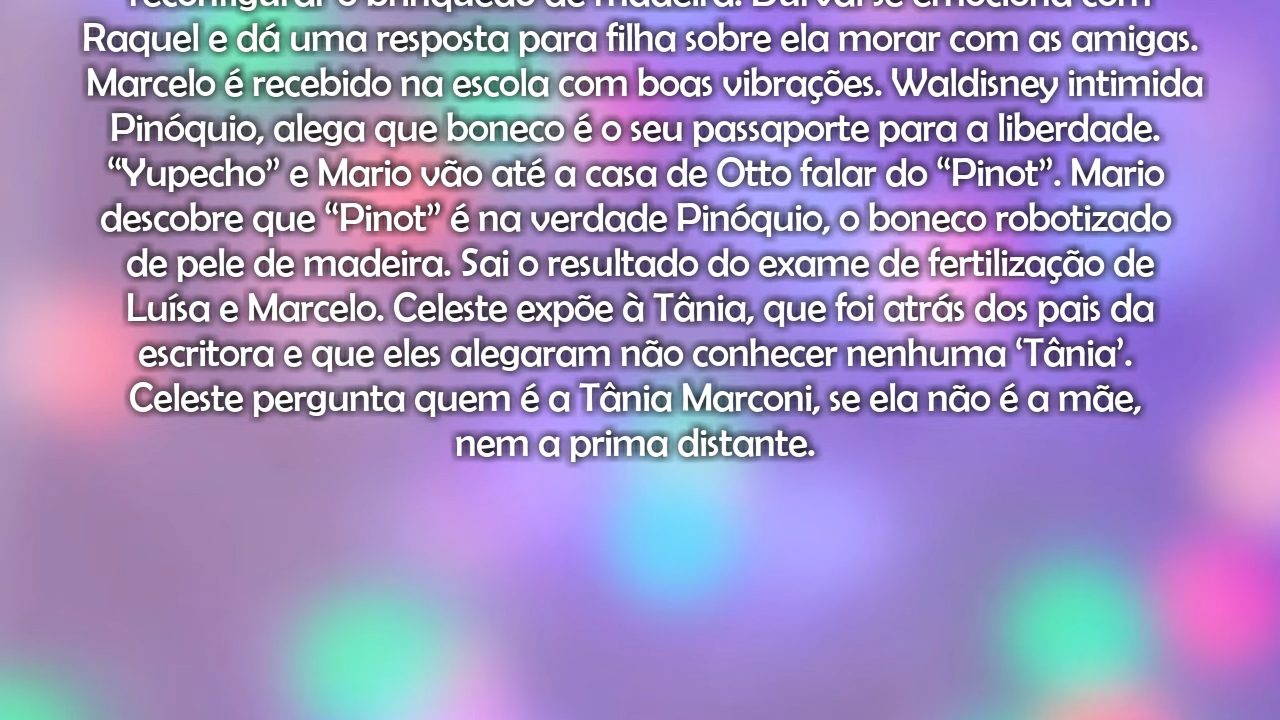 reconfigurar o brinquedo de madeira. Durval se emociona com
Raquel e dá uma resposta para filha sobre ela morar com as amigas.
Marcelo é recebido na escola com boas vibrações. Waldisney intimida
Pinóquio, alega que boneco é o seu passaporte para a liberdade.
“Yupecho” e Mario vão até a casa de Otto falar do “Pinot”. Mario
descobre que “Pinot” é na verdade Pinóquio, o boneco robotizado
de pele de madeira. Sai o resultado do exame de fertilização de
Luísa e Marcelo. Celeste expõe à Tânia, que foi atrás dos pais da
escritora e que eles alegaram não conhecer nenhuma ‘Tânia’.
Celeste pergunta quem é a Tânia Marconi, se ela não é a mãe,
nem a prima distante.